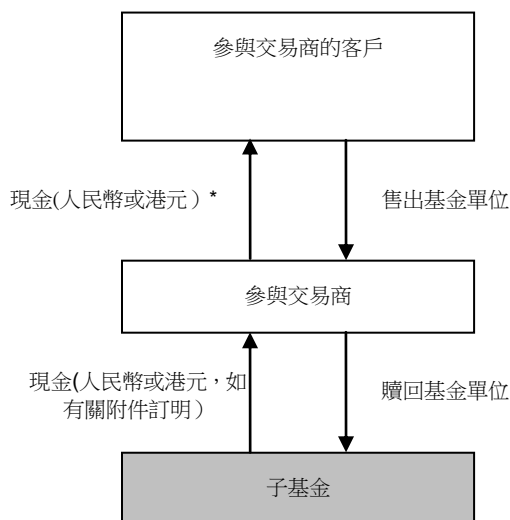 參與交易商的客戶
現金(人民幣或港元）*
售出基金單位
參與交易商
現金(人民幣或港元，如
有關附件訂明）
贖回基金單位
子基金